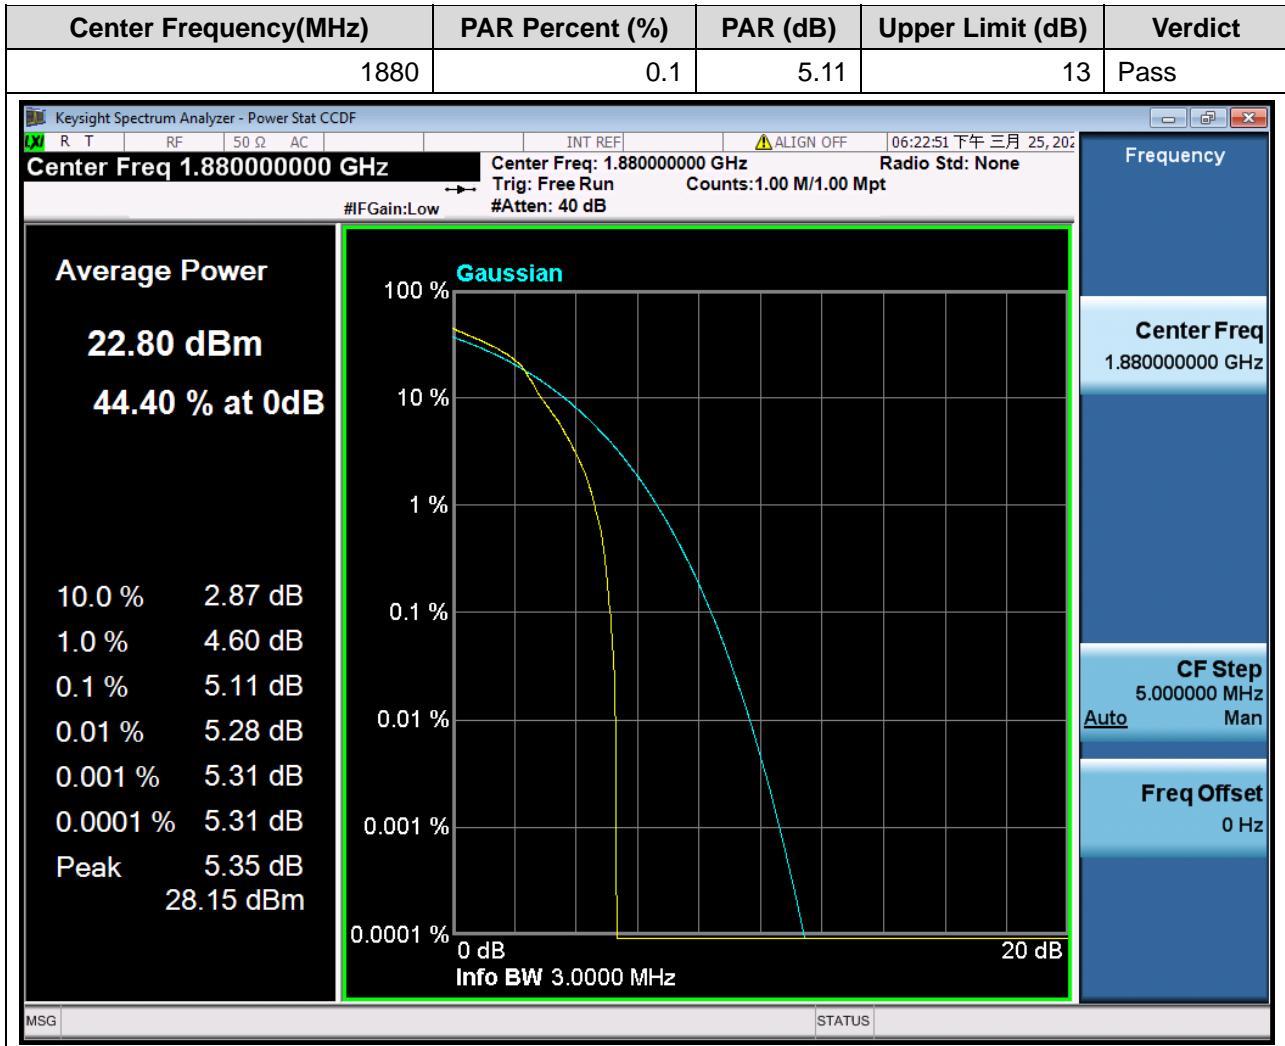 Center Frequency(MHz) PAR Percent (%) PAR (dB) Upper Limit (dB) Verdict
1880 0.1 5.11 13 Pass
Keysight Spectrum Analyzer - Power Stat CCDF
LXI R T RF 50 Ω AC INT REF ALIGN OFF 06:22:51 下午 三月 25, 202
Center Freq 1.880000000 GHz
Center Freq: 1.880000000 GHz Radio Std: None
Trig: Free Run Counts:1.00 M/1.00 Mpt
#IFGain:Low #Atten: 40 dB
Average Power
22.80 dBm
44.40 % at 0dB
10.0 % 2.87 dB
1.0 % 4.60 dB
0.1 % 5.11 dB
0.01 % 5.28 dB
0.001 % 5.31 dB
0.0001 % 5.31 dB
Peak 5.35 dB
28.15 dBm
Gaussian
100 %
10 %
1 %
0.1 %
0.01 %
0.001 %
0.0001 %
0 dB 20 dB
Info BW 3.0000 MHz
Frequency
Center Freq
1.880000000 GHz
CF Step
5.000000 MHz
Auto Man
Freq Offset
0 Hz
MSG STATUS